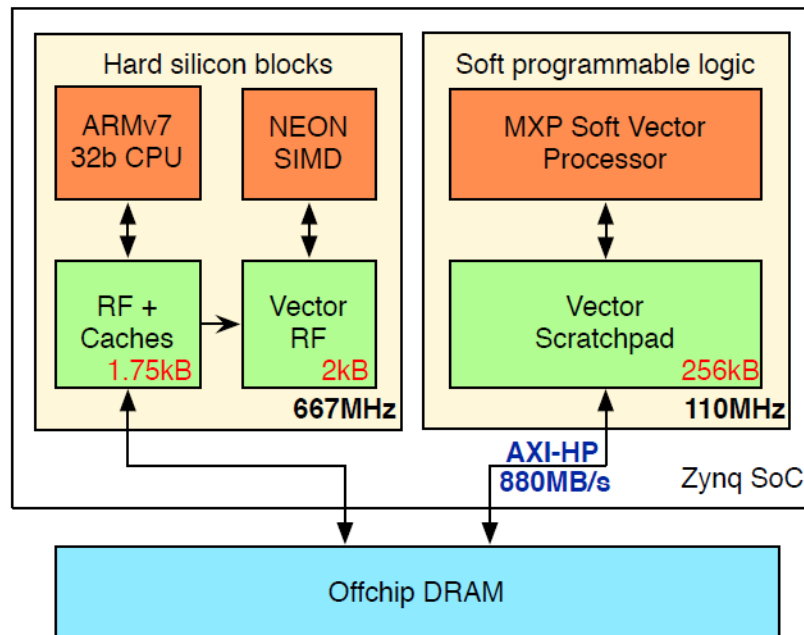 Hard silicon blocks
ARMv7
32b CPU
NEON
SIMD
RF +
Caches
1.75kB
Vector
RF
2kB
667MHz
Soft programmable logic
MXP Soft Vector
Processor
Vector
Scratchpad
256kB
110MHz
AXI-HP
880MB/s
Zynq SoC
Offchip DRAM